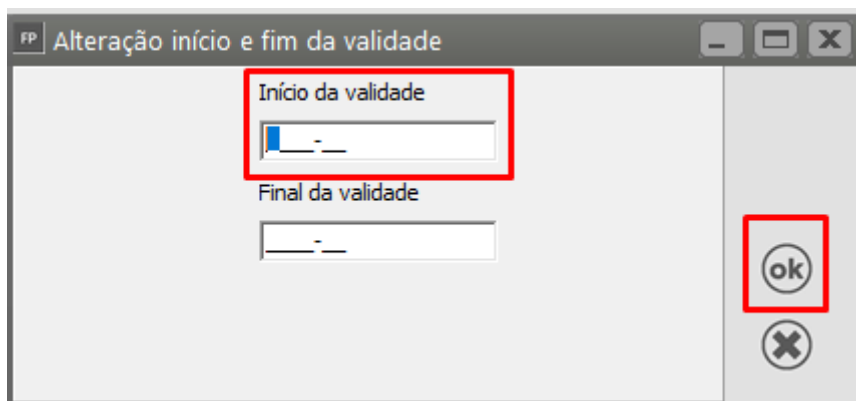 FP Alteração início e fim da validade
Início da validade
____-__
Final da validade
____-__
ok